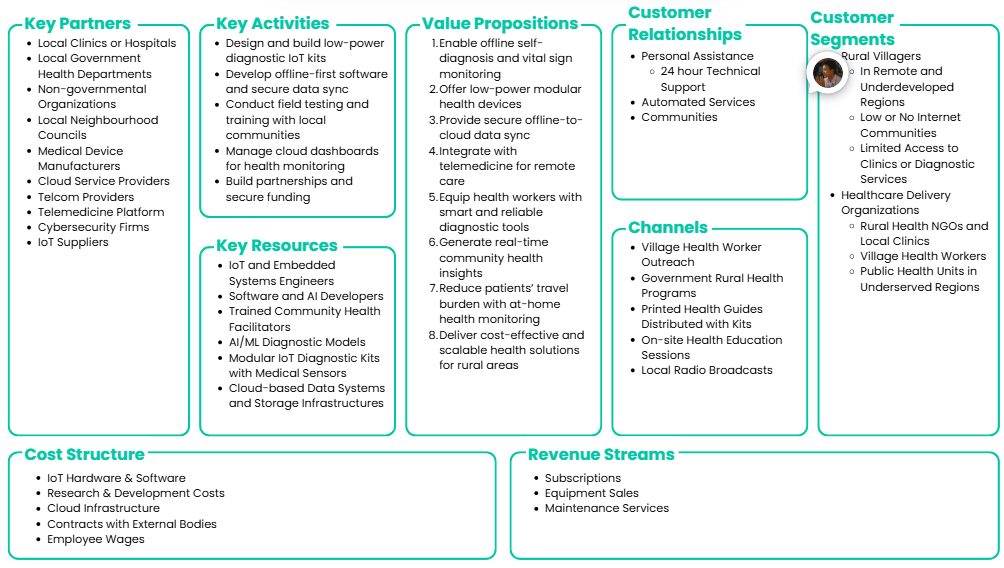 Key Partners
Local Clinics or Hospitals
Local Government
Health Departments
Non-governmental
Organizations
Local Neighbourhood
Councils
Medical Device
Manufacturers
Cloud Service Providers
Telcom Providers
Telemedicine Platform
Cybersecurity Firms
IoT Suppliers
Key Activities
Design and build low-power
diagnostic IoT kits
Develop offline-first software
and secure data sync
Conduct field testing and
training with local
communities
Manage cloud dashboards
for health monitoring
Build partnerships and
secure funding
Key Resources
IoT and Embedded
Systems Engineers
Software and AI Developers
Trained Community Health
Facilitators
AI/ML Diagnostic Models
Modular IoT Diagnostic Kits
with Medical Sensors
Cloud-based Data Systems
and Storage Infrastructures
Value Propositions
1.Enable offline self-
diagnosis and vital sign
monitoring
2.Offer low-power modular
health devices
3.Provide secure offline-to-
cloud data sync
4.Integrate with
telemedicine for remote
care
5.Equip health workers with
smart and reliable
diagnostic tools
6.Generate real-time
community health
insights
7.Reduce patients' travel
burden with at-home
health monitoring
8.Deliver cost-effective and
scalable health solutions
for rural areas
Customer
Relationships
Personal Assistance
24 hour Technical
Support
Automated Services
Communities
Channels
Village Health Worker
Outreach
Government Rural Health
Programs
Printed Health Guides
Distributed with Kits
On-site Health Education
Sessions
Local Radio Broadcasts
Customer
Segments
Rural Villagers
In Remote and
Underdeveloped
Regions
Low or No Internet
Communities
Limited Access to
Clinics or Diagnostic
Services
Healthcare Delivery
Organizations
Rural Health NGOs and
Local Clinics
Village Health Workers
Public Health Units in
Underserved Regions
Cost Structure
IoT Hardware & Software
Research & Development Costs
Cloud Infrastructure
Contracts with External Bodies
Employee Wages
Revenue Streams
Subscriptions
Equipment Sales
Maintenance Services